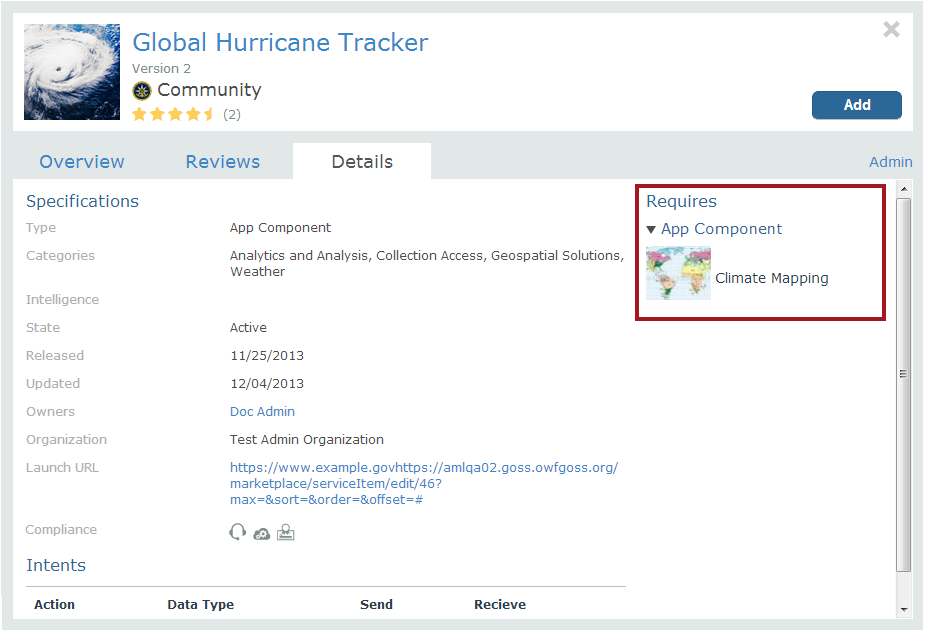 Global Hurricane Tracker
Version 2
Community
(2)
Add
Overview
Reviews
Details
Admin
Specifications
Type
App Component
Categories
Analytics and Analysis, Collection Access, Geospatial Solutions,
Weather
Intelligence
State
Active
Released
11/25/2013
Updated
12/04/2013
Owners
Doc Admin
Organization
Test Admin Organization
Launch URL
https://www.example.govhttps://amlqa02.goss.owfgoss.org/
marketplace/serviceItem/edit/46?
max=&sort=&order=&offset=#
Compliance
Intents
Action
Data Type
Send
Recieve
Requires
App Component
Climate Mapping